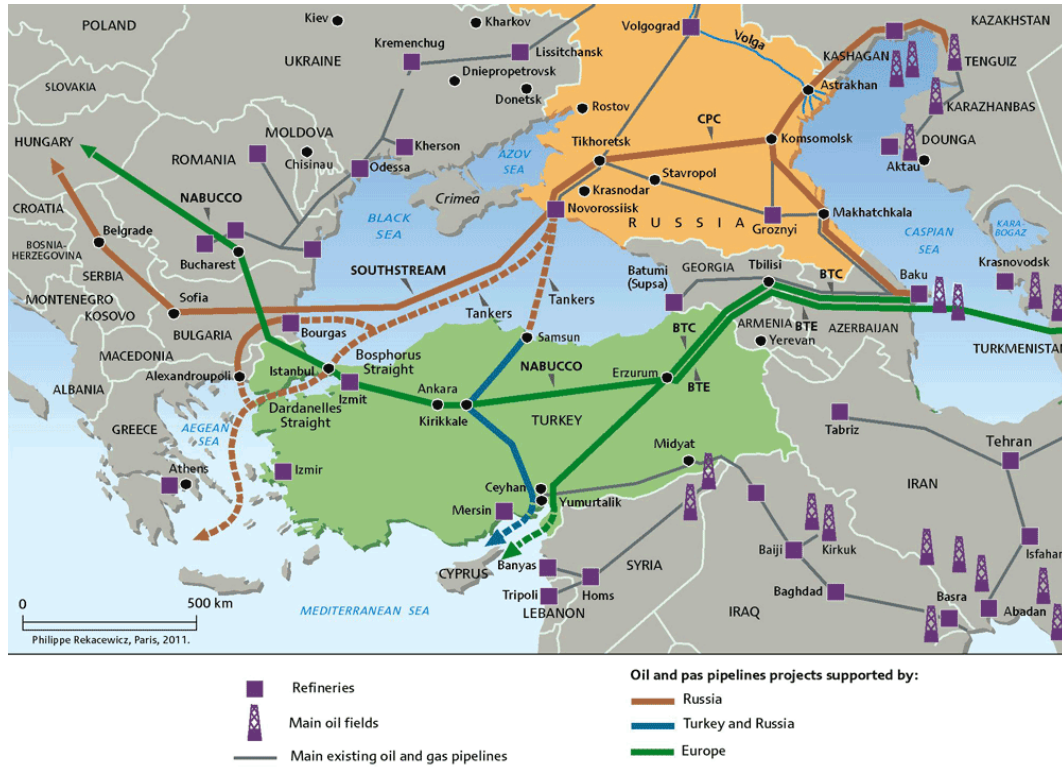 POLAND
Kiev
Kharkov
Volgograd
Volga
KAZAKHSTAN
Kremenchug
Lissitchansk
KASHAGAN
UKRAINE
TENGUIZ
Dniepropetrovsk
SLOVAKIA
Donetsk
Astrakhan
KARAZHANBAS
Rostov
HUNGARY
MOLDOVA
CPC
Komsomolsk
DOUNGA
ROMANIA
Chisinau
Kherson
Tikhoretsk
Aktau
Odessa
AZOV
SEA
Stavropol
NABUCCO
Crimea
Krasnodar
CROATIA
BLACK
SEA
Novorossiisk
RUSSIA
Makhatchkala
Groznyi
KARA-
BOGAZ
Belgrade
BOSNIA-
HERZEGOVINA
Bucharest
CASPIAN
SEA
SERBIA
SOUTHSTREAM
Batumi
(Supsa)
GEORGIA
Tbilisi
BTC
Baku
Krasnovodsk
MONTENEGRO
Sofia
KOSOVO
Tankers
Tankers
BULGARIA
Bourgas
BTC
ARMENIA
BTE
AZERBAIJAN
Samsun
Yerevan
TURKMENISTAN
MACEDONIA
Bosphorus
Straight
Istanbul
NABUCCO
Erzurum
Alexandroupoli
ALBANIA
Izmit
Ankara
BTE
Dardanelles
Straight
Kirikkale
TURKEY
GREECE
AEGEAN
SEA
Tabriz
Midyat
Tehran
Athens
Izmir
IRAN
Ceyhan
Yumurtalik
Mersin
Baiji
Kirkuk
Isfahan
Banyas
SYRIA
CYPRUS
Baghdad
0
500 km
Tripoli
Homs
Basra
MEDITERRANEAN SEA
LEBANON
IRAQ
Abadan
Philippe Rekacewicz, Paris, 2011.
Oil and pas pipelines projects supported by:
Refineries
Russia
Main oil fields
Turkey and Russia
Main existing oil and gas pipelines
Europe